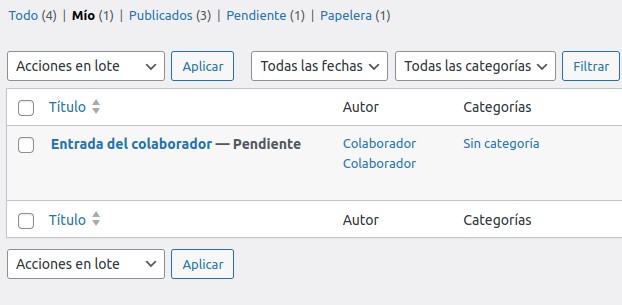 Todo (4) | Mío (1) | Publicados (3) | Pendiente (1) | Papelera (1)
Acciones en lote Aplicar Todas las fechas Todas las categorías Filtrar
Título Autor Categorías
Entrada del colaborador — Pendiente Colaborador Sin categoría
Colaborador
Título Autor Categorías
Acciones en lote Aplicar